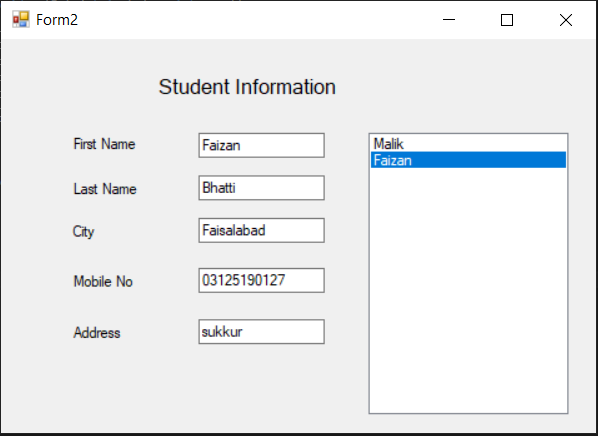 Form2
Student Information
First Name Faizan
Last Name Bhatti
City Faisalabad
Mobile No 03125190127
Address sukkur
Malik
Faizan